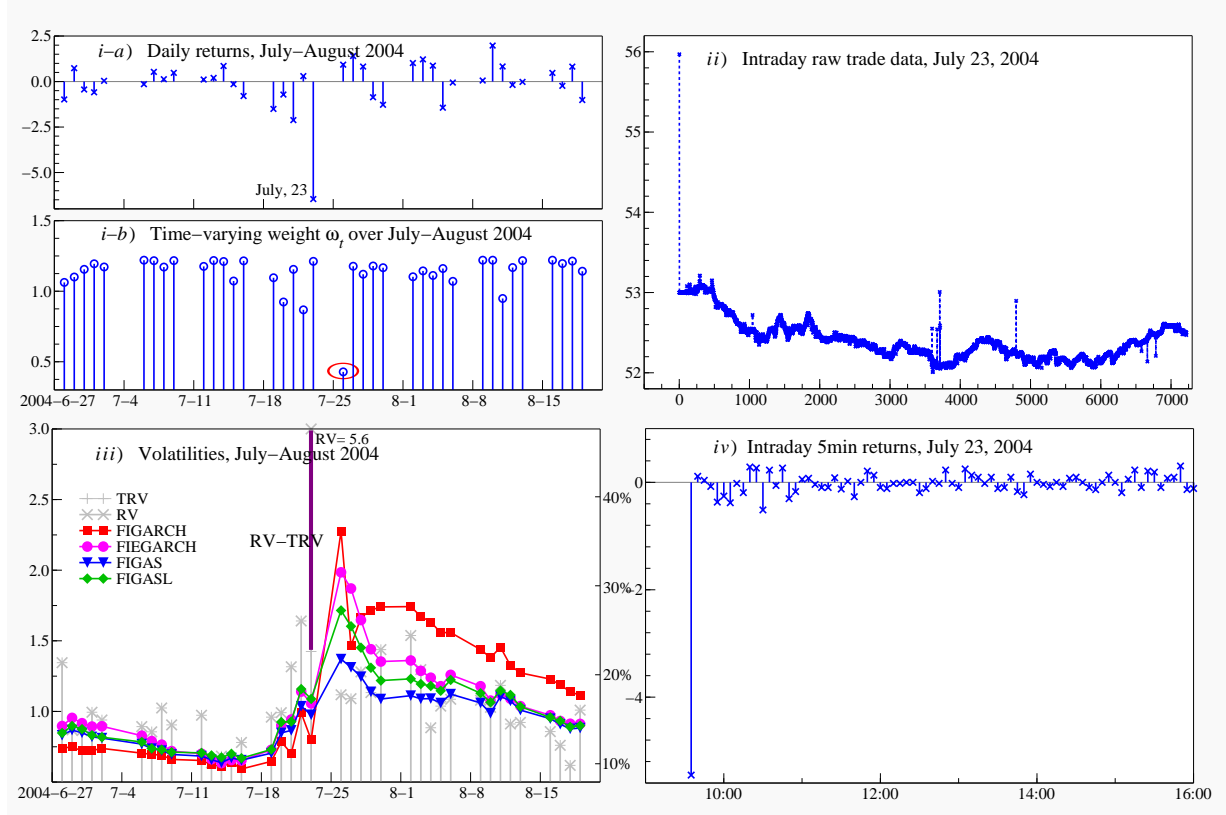 i–a) Daily returns, July–August 2004
2.5
0.0
−2.5
−5.0
July, 23
i–b) Time–varying weight ωt over July–August 2004
1.5
1.0
0.5
2004–6–27 7–4 7–11 7–18 7–25 8–1 8–8 8–15
ii) Intraday raw trade data, July 23, 2004
56
55
54
53
52
0 1000 2000 3000 4000 5000 6000 7000
iii) Volatilities, July–August 2004
3.0
2.5
2.0
1.5
1.0
RV= 5.6
RV–TRV
TRV
RV
FIGARCH
FIEGARCH
FIGAS
FIGASL
40%
30%
20%
10%
2004–6–27 7–4 7–11 7–18 7–25 8–1 8–8 8–15
iv) Intraday 5min returns, July 23, 2004
0
−2
−4
10:00 12:00 14:00 16:00